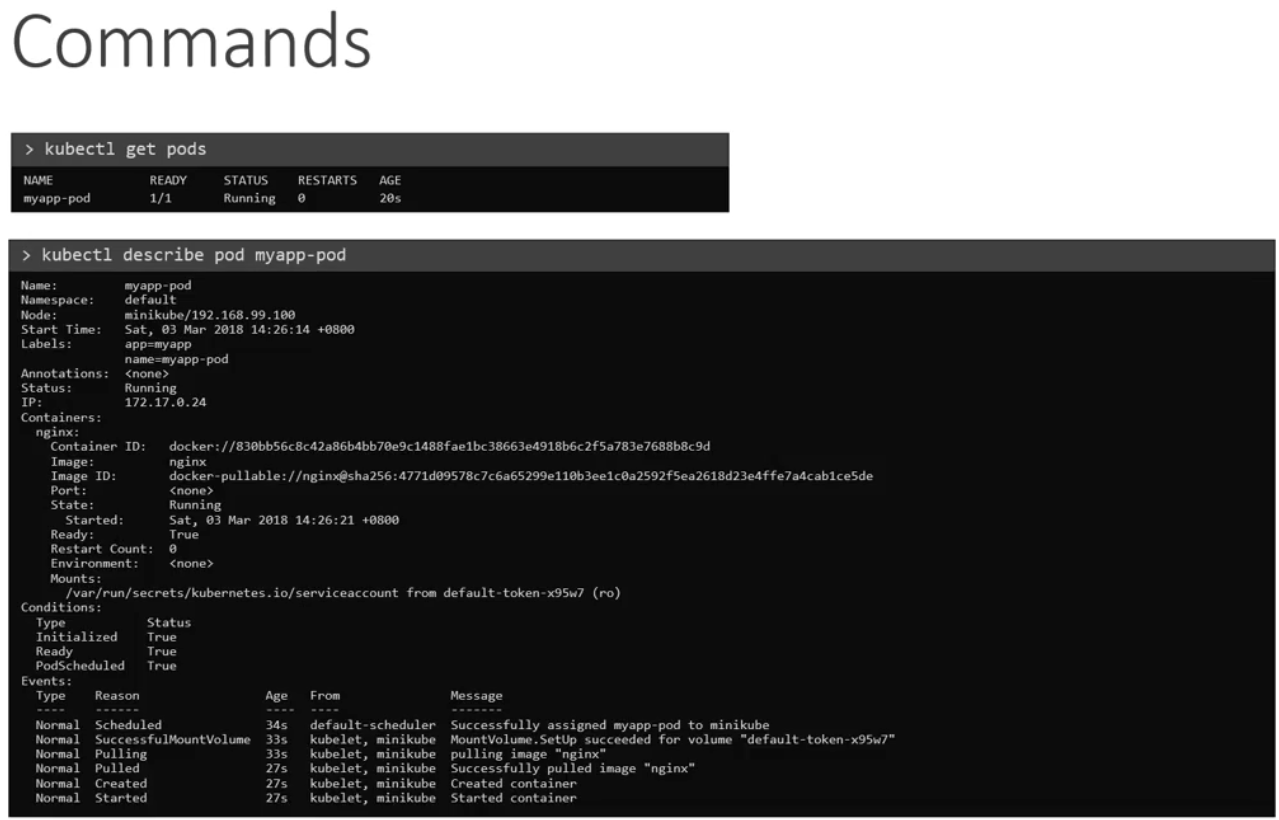 Commands
> kubectl get pods
NAME READY STATUS RESTARTS AGE
myapp-pod 1/1 Running 0 20s
> kubectl describe pod myapp-pod
Name: myapp-pod
Namespace: default
Node: minikube/192.168.99.100
Start Time: Sat, 03 Mar 2018 14:26:14 +0800
Labels: app=myapp
name=myapp-pod
Annotations: <none>
Status: Running
IP: 172.17.0.24
Containers:
nginx:
Container ID: docker://830bb56c8c42a86b4bb70e9c1488fae1bc38663e4918b6c2f5a783e7688b8c9d
Image: nginx
Image ID: docker-pullable://nginx@sha256:4771d09578c7c6a65299e110b3ee1c0a2592f5ea2618d23e4ffe7a4cab1ce5de
Port: <none>
State: Running
Started: Sat, 03 Mar 2018 14:26:21 +0800
Ready: True
Restart Count: 0
Environment: <none>
Mounts:
/var/run/secrets/kubernetes.io/serviceaccount from default-token-x95w7 (ro)
Conditions:
Type Status
Initialized True
Ready True
PodScheduled True
Events:
Type Reason Age From Message
---- ------ ---- ---- -------
Normal Scheduled 34s default-scheduler Successfully assigned myapp-pod to minikube
Normal SuccessfulMountVolume 33s kubelet, minikube MountVolume.SetUp succeeded for volume "default-token-x95w7"
Normal Pulling 33s kubelet, minikube pulling image "nginx"
Normal Pulled 27s kubelet, minikube Successfully pulled image "nginx"
Normal Created 27s kubelet, minikube Created container
Normal Started 27s kubelet, minikube Started container